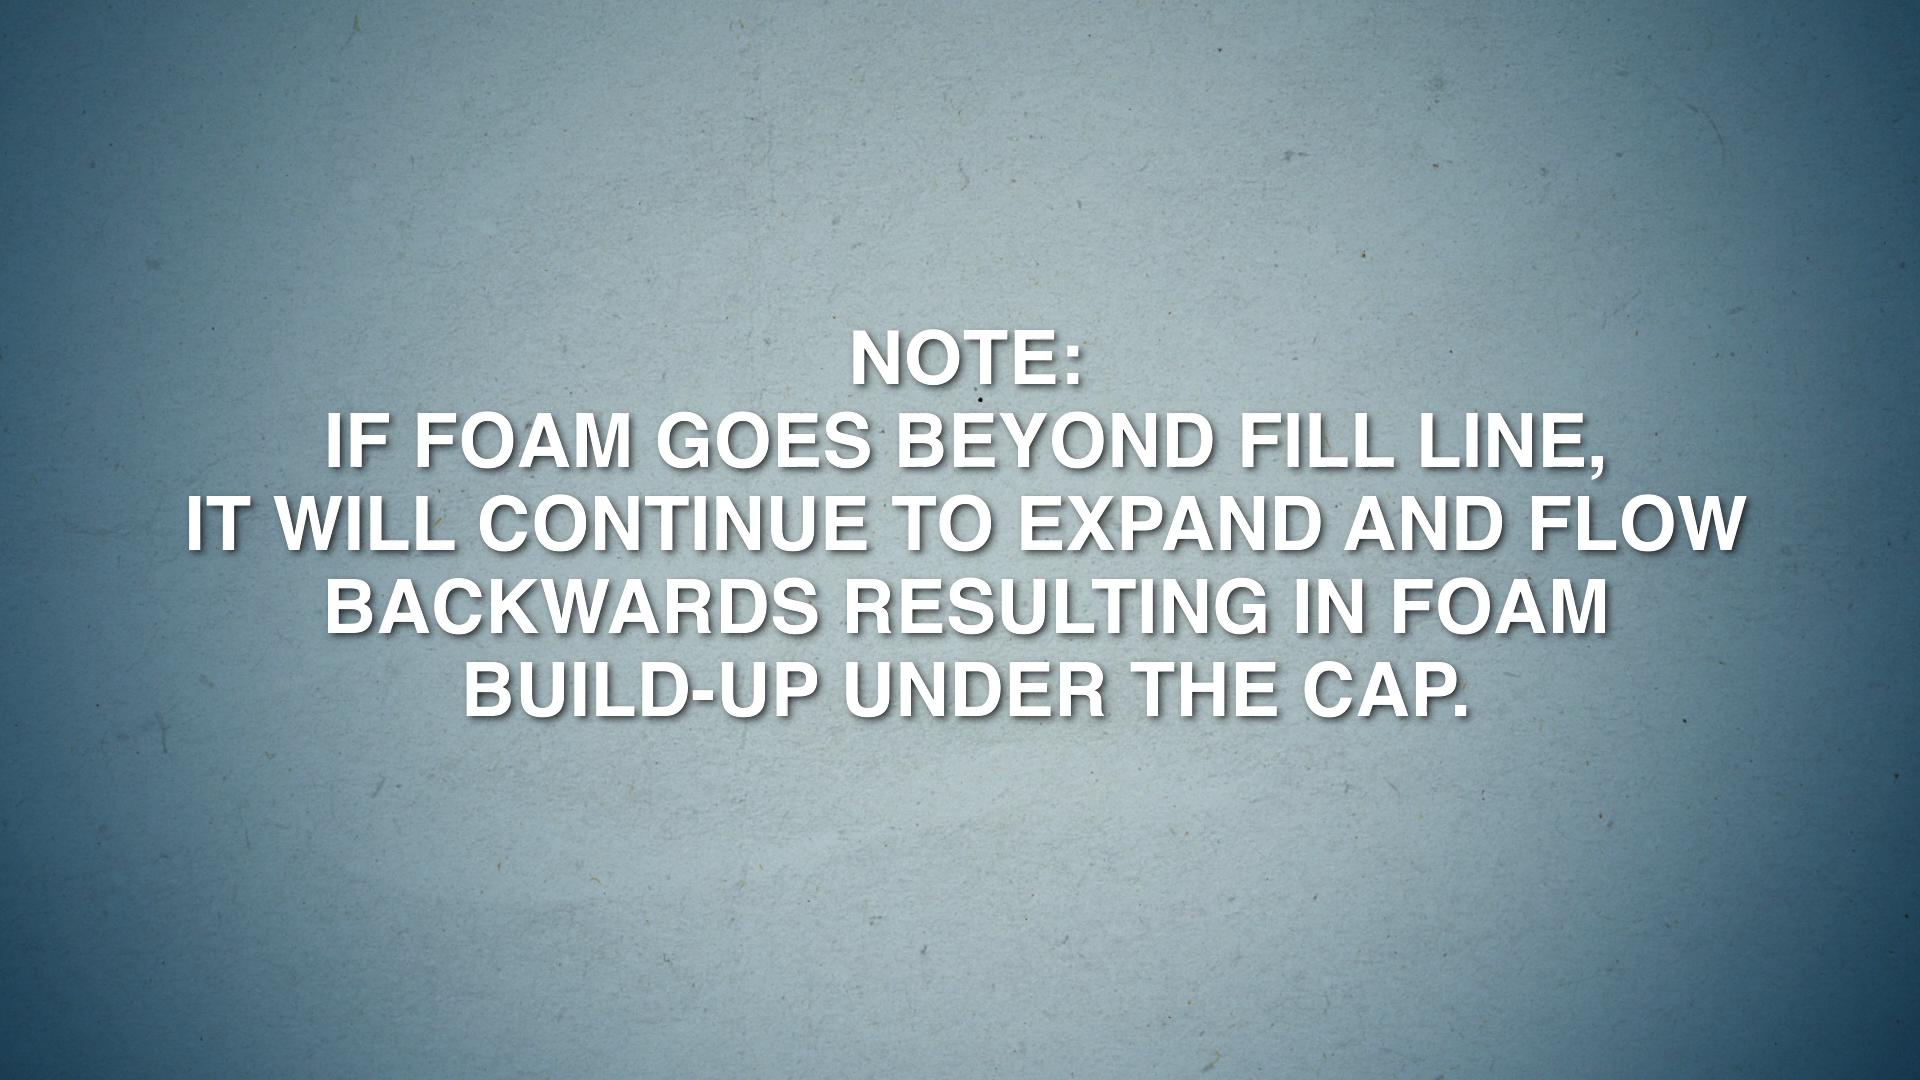 NOTE:
IF FOAM GOES BEYOND FILL LINE,
IT WILL CONTINUE TO EXPAND AND FLOW
BACKWARDS RESULTING IN FOAM
BUILD-UP UNDER THE CAP.